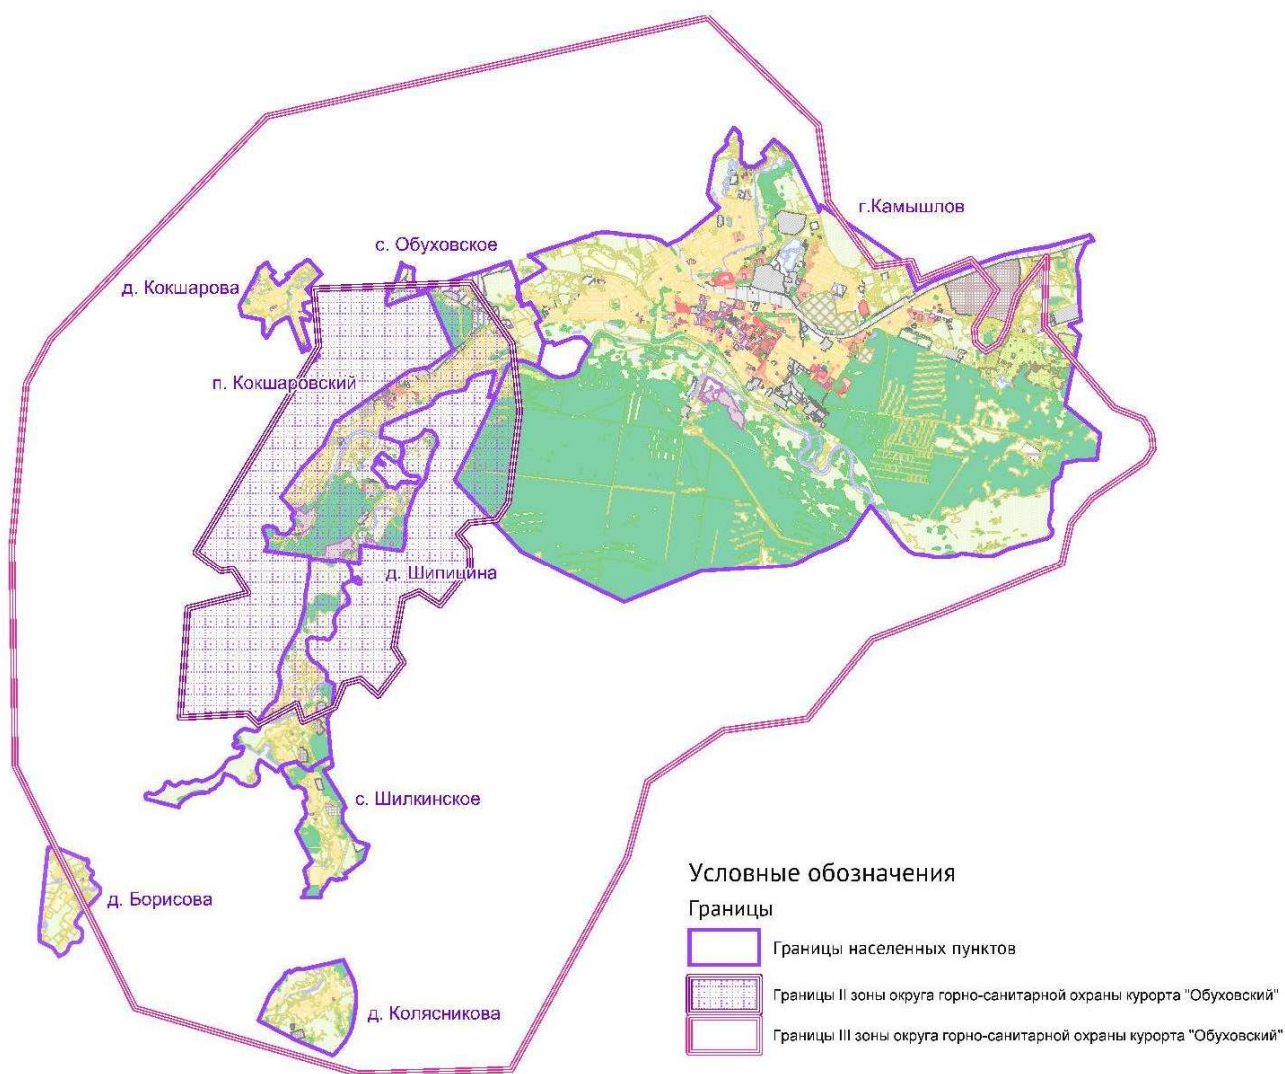 г.Камышлов
с. Обуховское
д. Кокшарова
п. Кокшаровский
д. Шипицина
с. Шилкинское
д. Борисова
д. Колясникова
Условные обозначения
Границы
Границы населенных пунктов
Границы II зоны округа горно-санитарной охраны курорта "Обуховский"
Границы III зоны округа горно-санитарной охраны курорта "Обуховский"